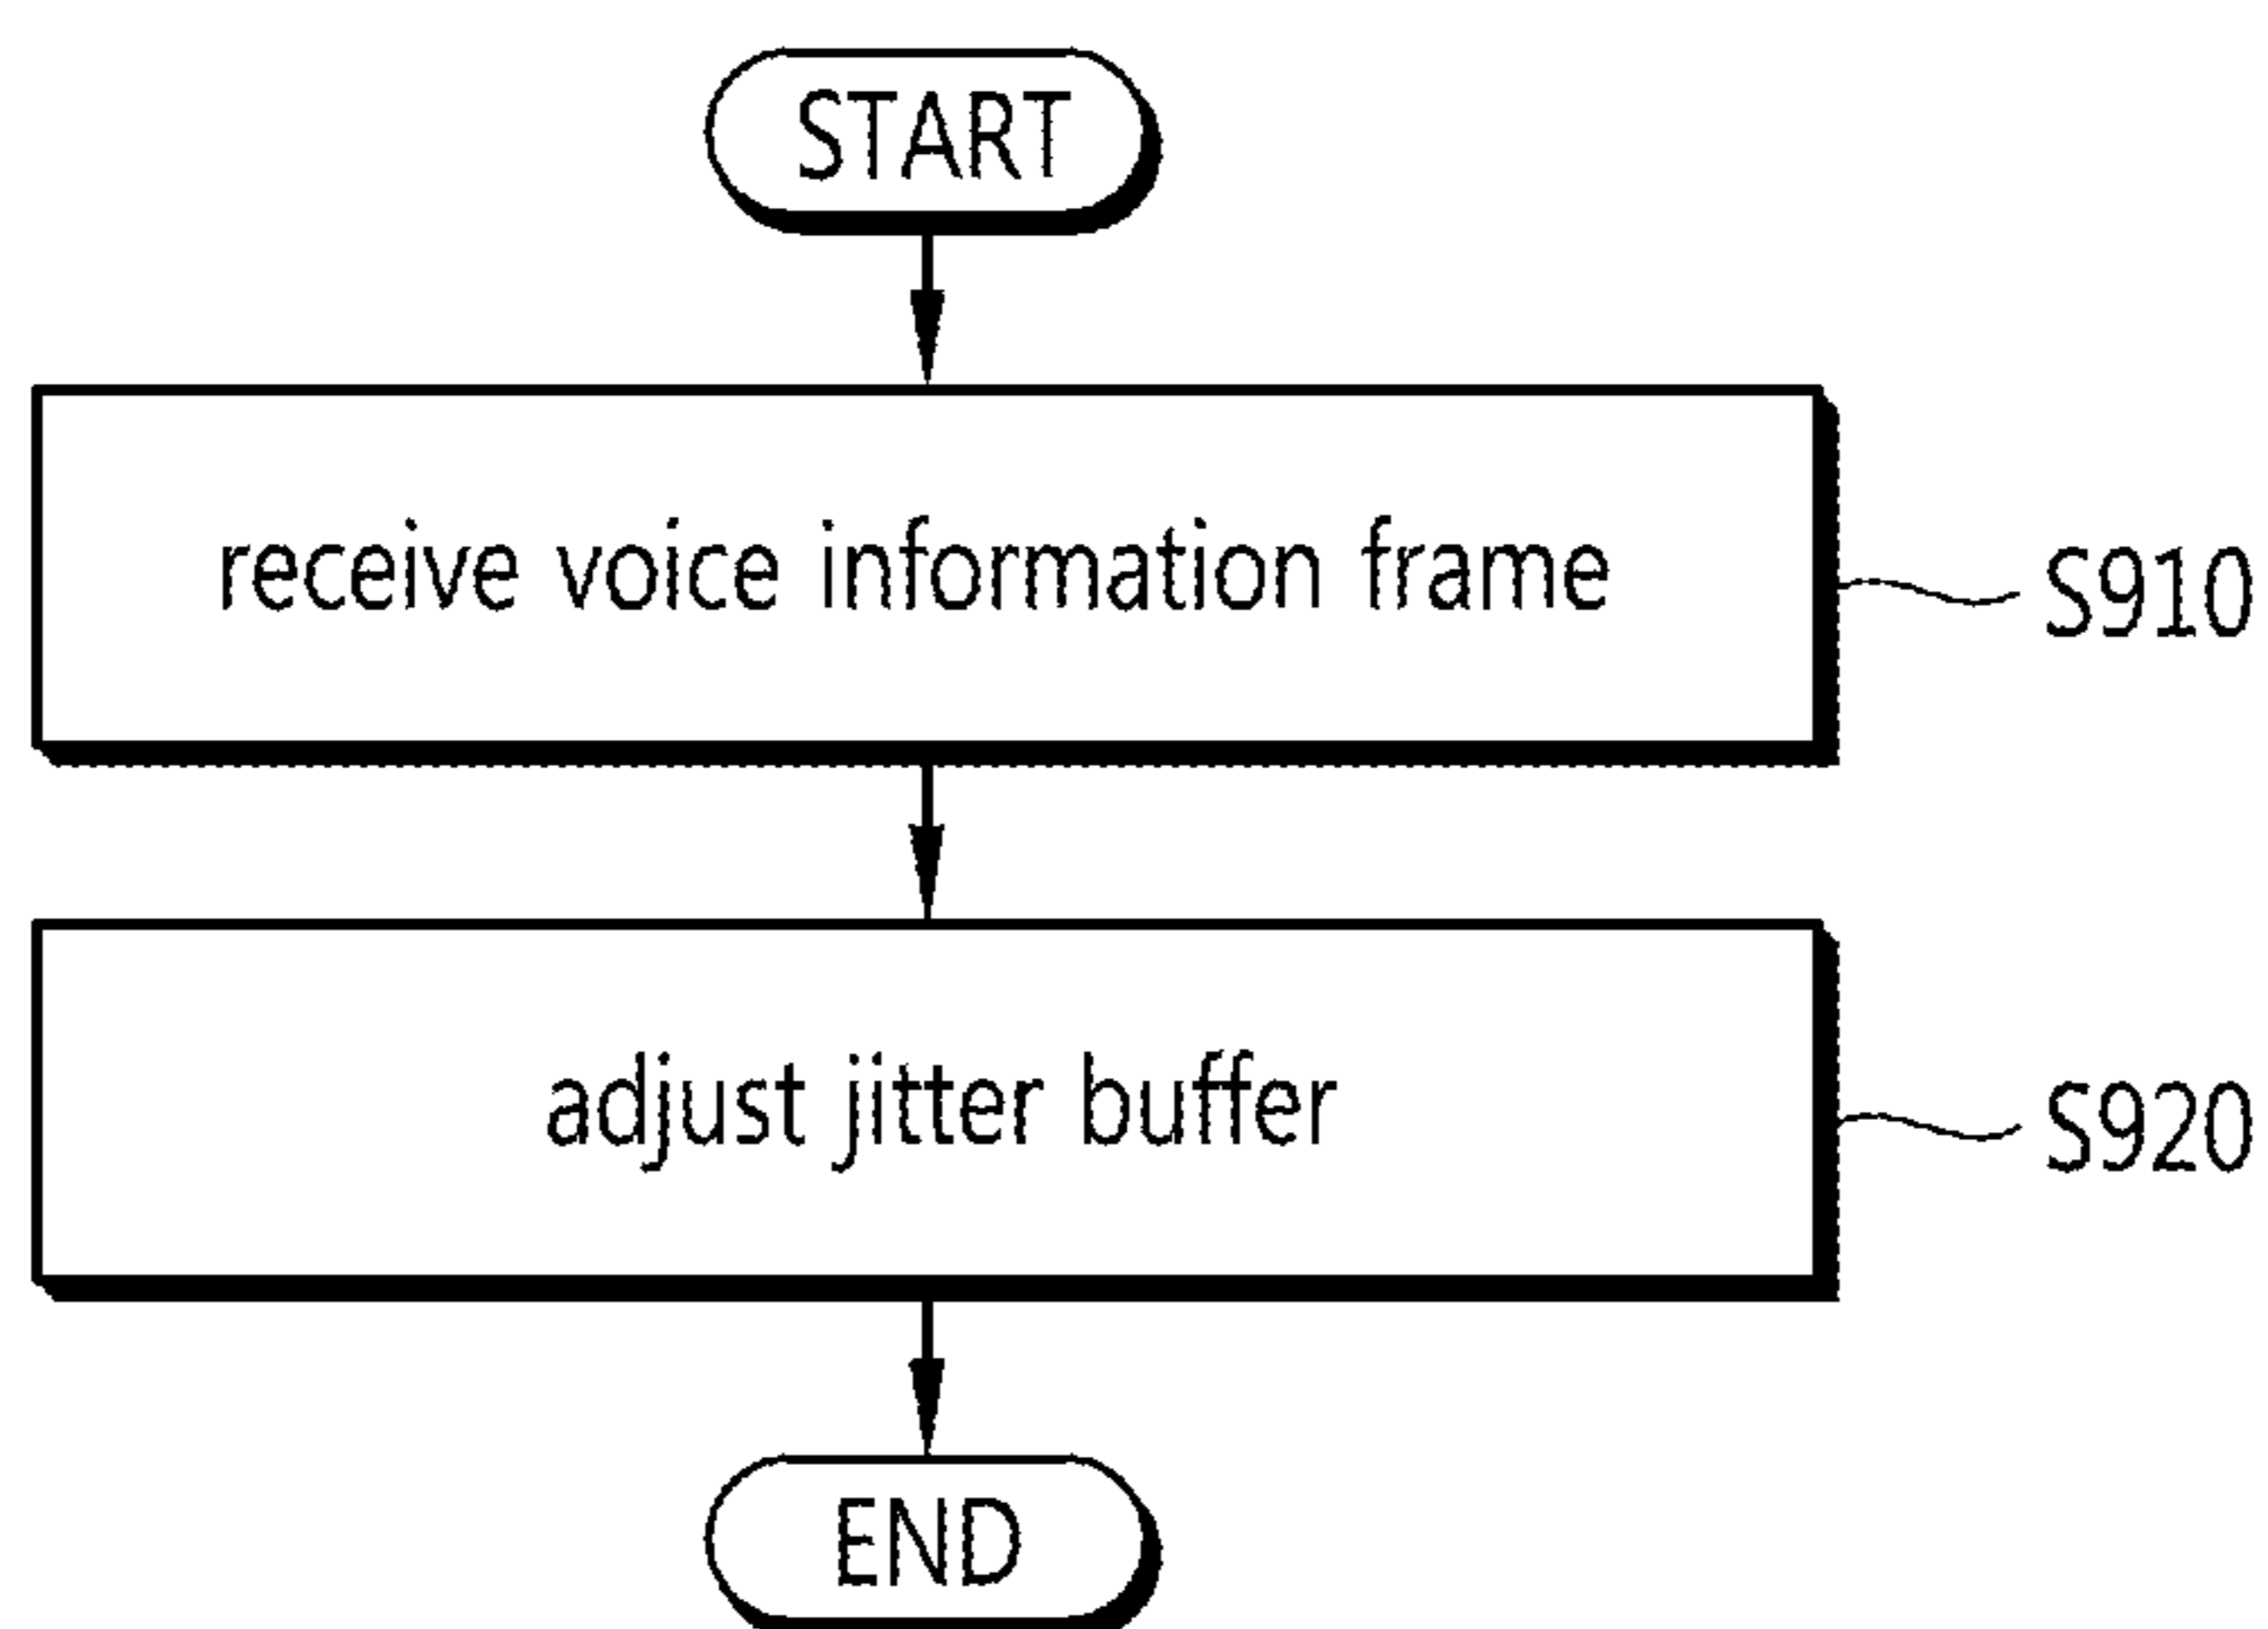 START
receive voice information frame
S910
adjust jitter buffer
S920
END